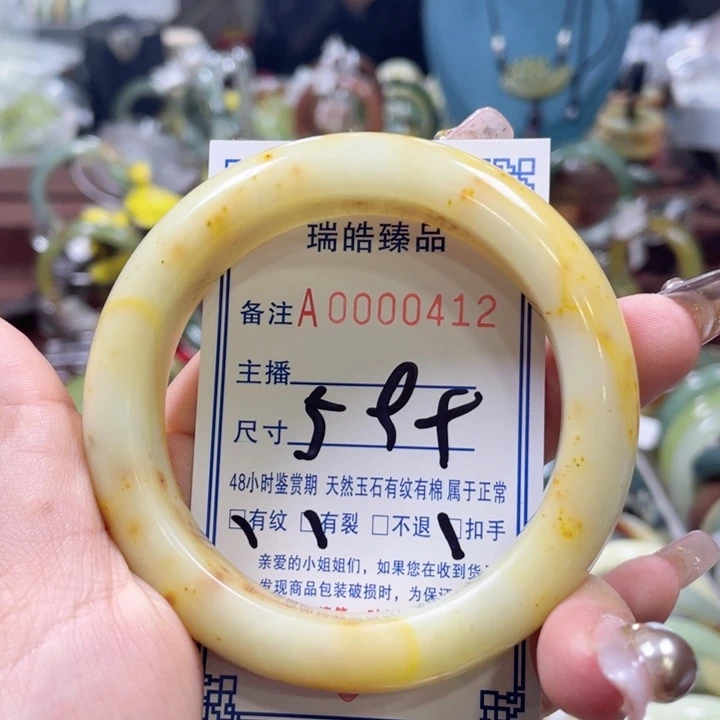 瑞皓臻品
备注A0000412
主播
尺寸
48小时鉴赏期 天然玉石有纹有棉 属于正常
□有纹 □有裂 □不退 □扣手
亲爱的小姐姐们，如果您在收到货
发现商品包装破损时，为保证